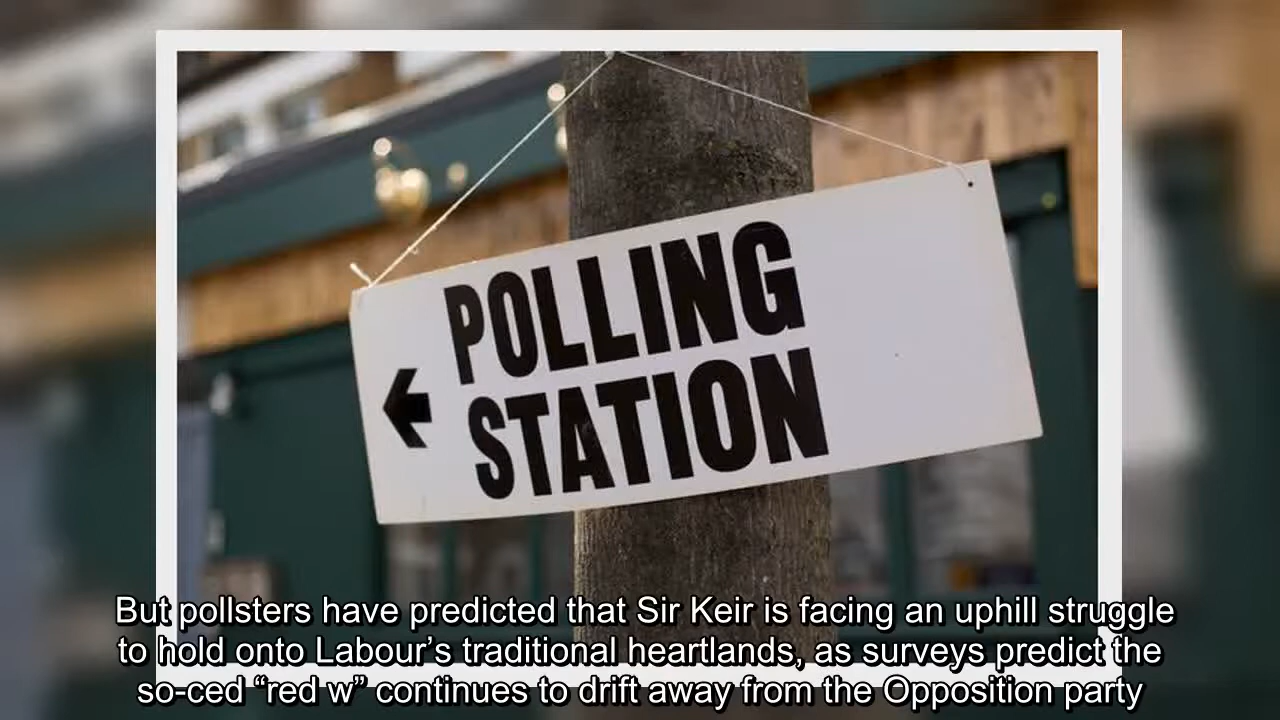 POLLING
STATION
But pollsters have predicted that Sir Keir is facing an uphill struggle
to hold onto Labour’s traditional heartlands, as surveys predict the
so-ced “red w” continues to drift away from the Opposition party